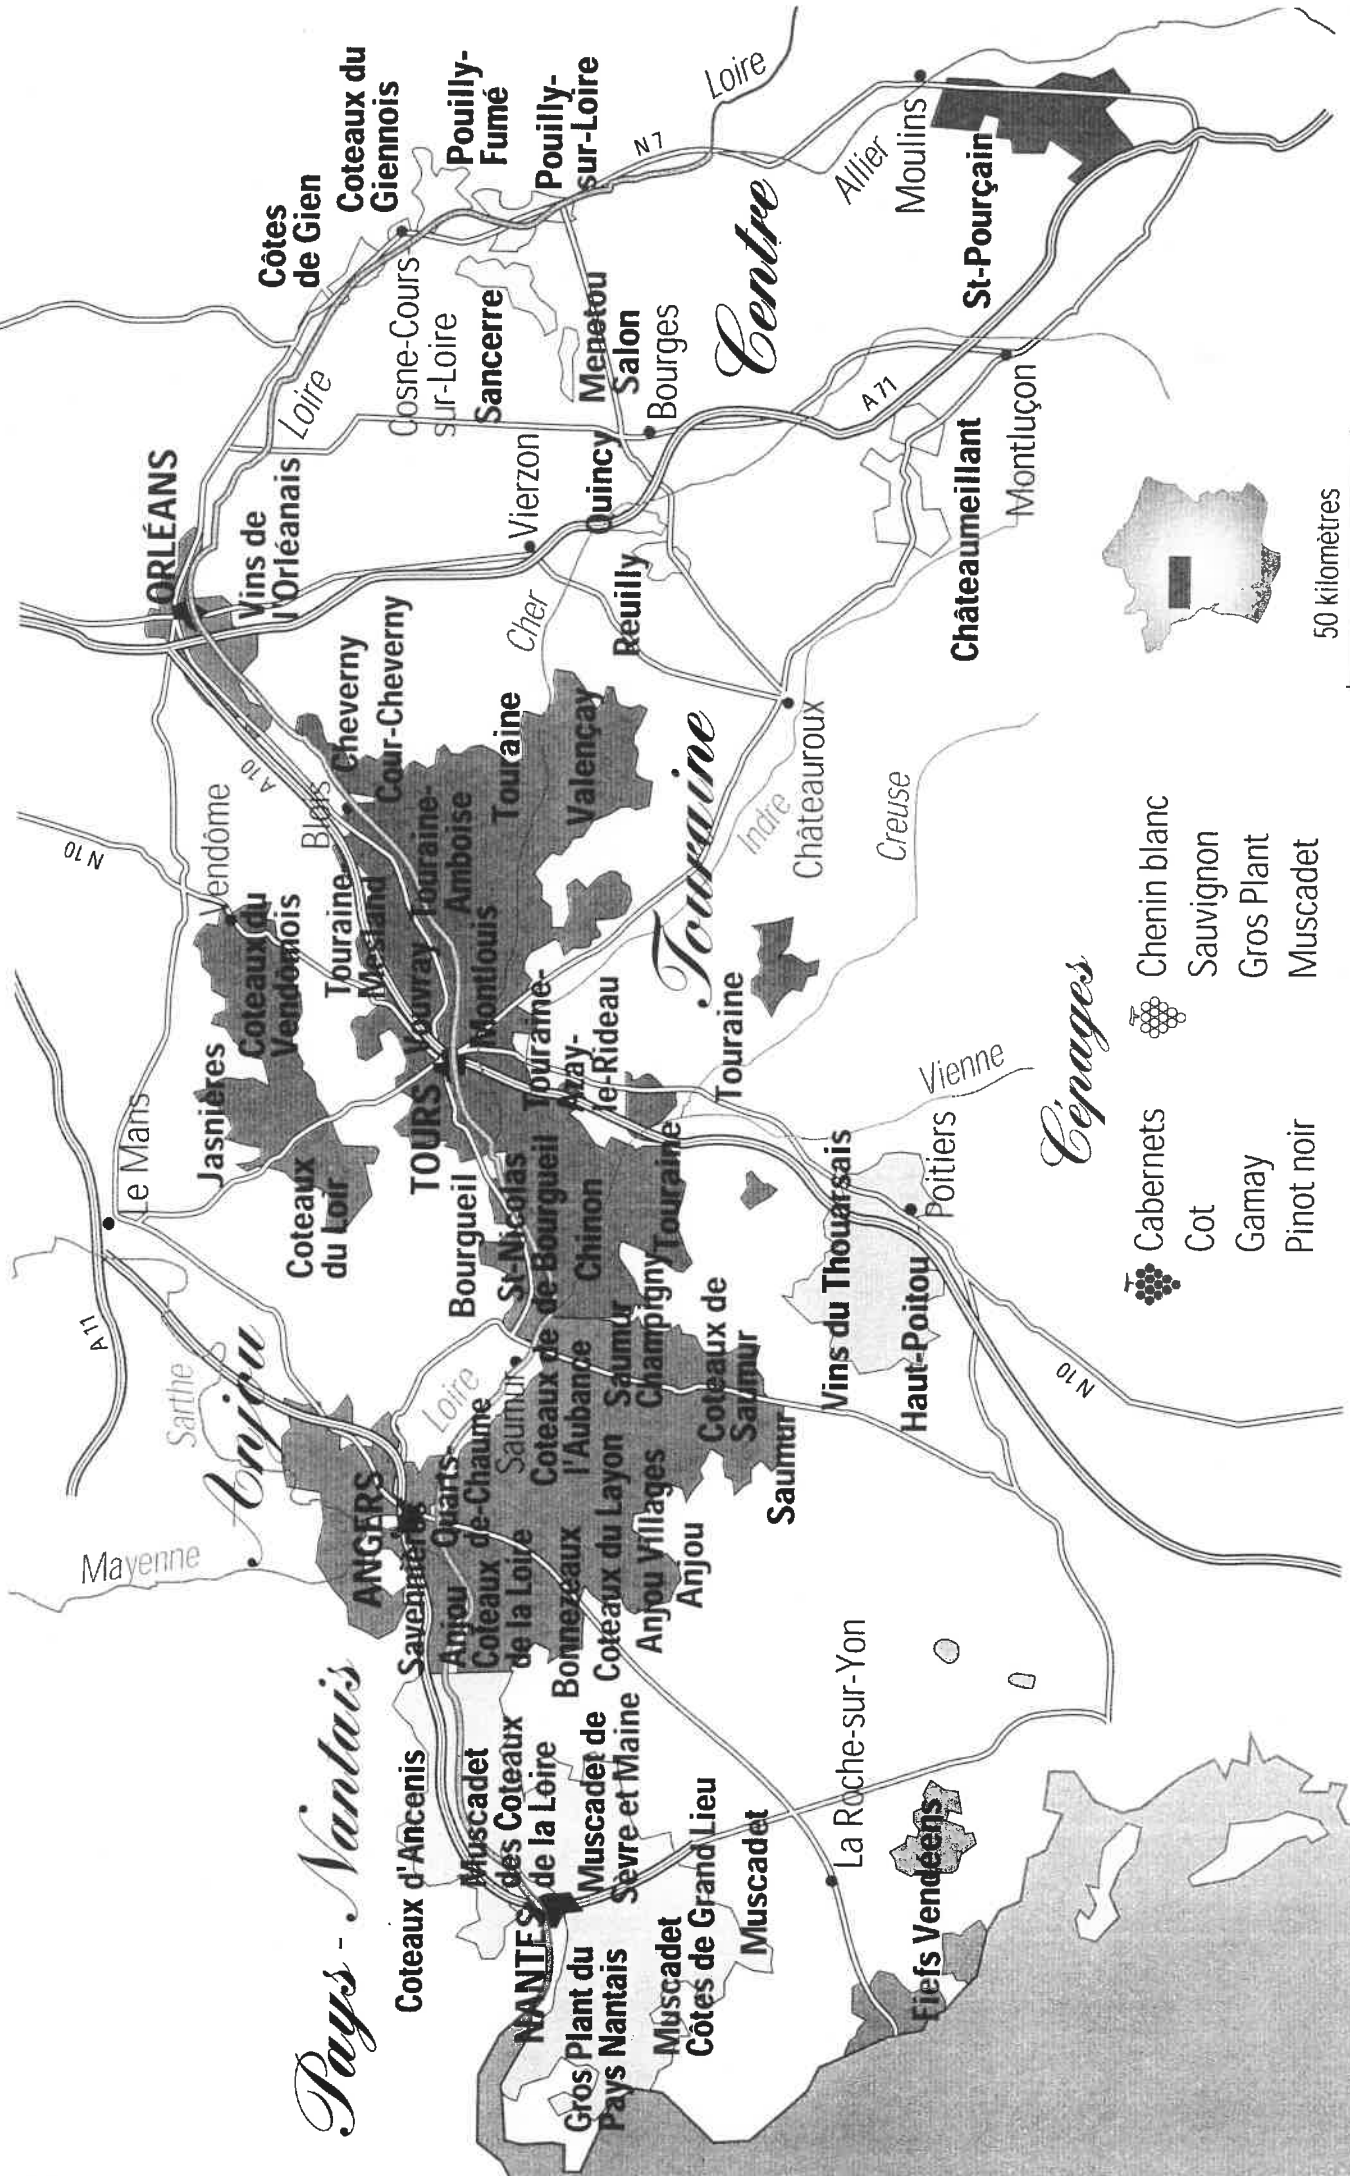 Pays - Nantais
Anjou
Touraine
Centre
Coteaux d'Ancenis
Muscadet
des Coteaux
de la Loire
NANTES
Muscadet de
Sèvre et Maine
Gros Plant du
Pays Nantais
Muscadet
Côtes de Grand Lieu
Muscadet
La Roche-sur-Yon
Fiefs Vendéens
Mayenne
Sarthe
A 11
Le Mans
ANGERS
Savennières
Anjou
Coteaux
de la Loire
Quarts-
de-Chaume
Loire
Saumur
Bonnezeaux
Coteaux de
l'Aubance
Coteaux du Layon
Anjou Villages
Anjou
Saumur
Champigny
Coteaux de
Saumur
Saumur
Vins du Thouarsais
Haut-Poitou
Poitiers
N 10
Vienne
Jasnières
Coteaux
du Loir
Coteaux du
Vendômois
Vendôme
N 10
TOURS
Bourgueil
St-Nicolas
de-Bourgueil
Chinon
Touraine
Touraine-
Mesland
Vouvray
Montlouis
Touraine-
Amboise
Touraine-
Azay-
le-Rideau
Touraine
Blois
Cheverny
Cour-Cheverny
Touraine
Valençay
A 10
ORLÉANS
Vins de
l'Orléanais
Loire
Cher
Vierzon
Quincy
Reuilly
Indre
Châteauroux
Creuse
Côtes
de Gien
Coteaux du
Giennois
Cosne-Cours-
sur-Loire
Pouilly-
Fumé
Pouilly-
sur-Loire
Sancerre
Menetou
Salon
Bourges
N 7
Loire
Allier
Moulins
St-Pourçain
A 71
Châteaumeillant
Montluçon
Cépages
Cabernets
Cot
Gamay
Pinot noir
Chenin blanc
Sauvignon
Gros Plant
Muscadet
50 kilomètres